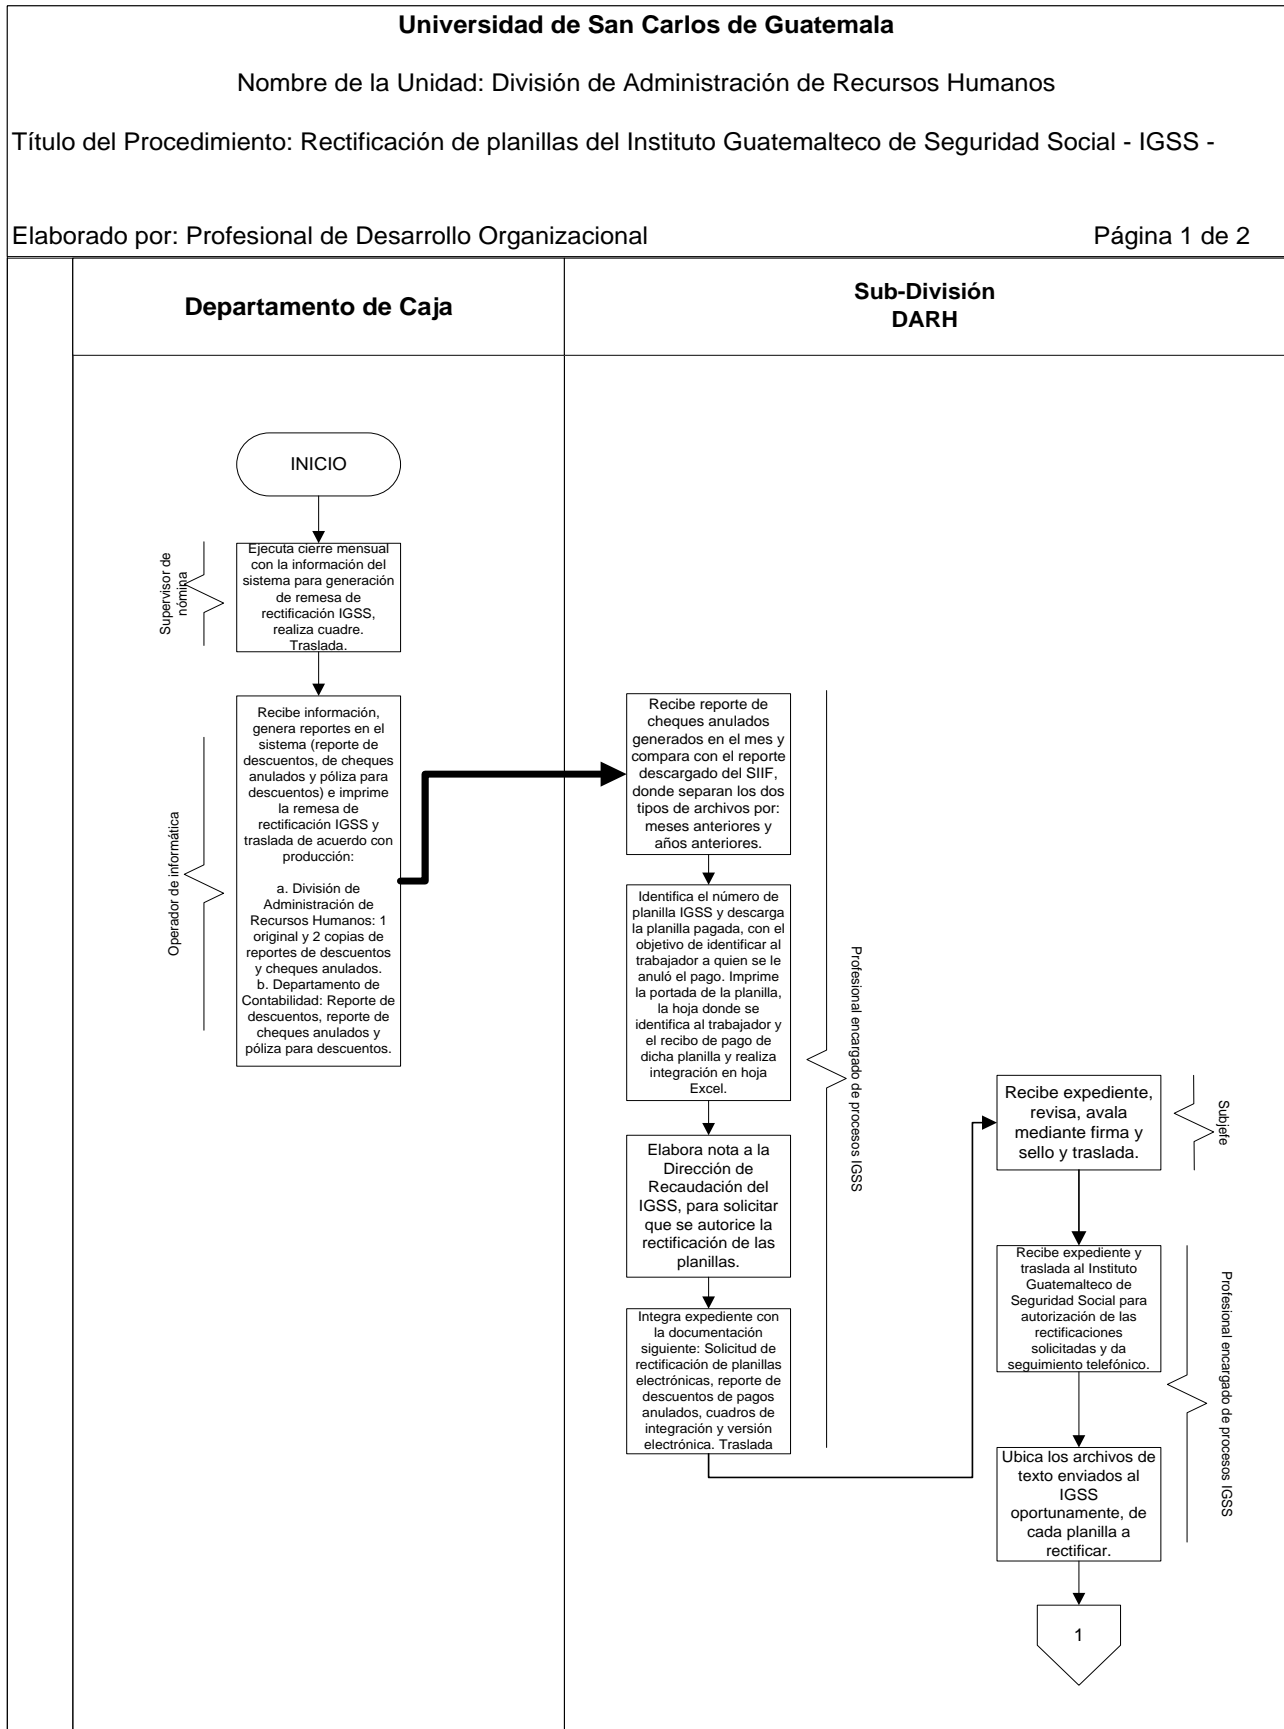 Universidad de San Carlos de Guatemala
Nombre de la Unidad: División de Administración de Recursos Humanos
Título del Procedimiento: Rectificación de planillas del Instituto Guatemalteco de Seguridad Social - IGSS -
Elaborado por: Profesional de Desarrollo Organizacional
Página 1 de 2
Departamento de Caja
Sub-División
DARH
INICIO
Supervisor de
nómina
Ejecuta cierre mensual
con la información del
sistema para generación
de remesa de
rectificación IGSS,
realiza cuadre.
Traslada.
Operador de informática
Recibe información,
genera reportes en el
sistema (reporte de
descuentos, de cheques
anulados y póliza para
descuentos) e imprime
la remesa de
rectificación IGSS y
traslada de acuerdo con
producción:
a. División de
Administración de
Recursos Humanos: 1
original y 2 copias de
reportes de descuentos
y cheques anulados.
b. Departamento de
Contabilidad: Reporte de
descuentos, reporte de
cheques anulados y
póliza para descuentos.
Recibe reporte de
cheques anulados
generados en el mes y
compara con el reporte
descargado del SIIF,
donde separan los dos
tipos de archivos por:
meses anteriores y
años anteriores.
Identifica el número de
planilla IGSS y descarga
la planilla pagada, con el
objetivo de identificar al
trabajador a quien se le
anuló el pago. Imprime
la portada de la planilla,
la hoja donde se
identifica al trabajador y
el recibo de pago de
dicha planilla y realiza
integración en hoja
Excel.
Elabora nota a la
Dirección de
Recaudación del
IGSS, para solicitar
que se autorice la
rectificación de las
planillas.
Integra expediente con
la documentación
siguiente: Solicitud de
rectificación de planillas
electrónicas, reporte de
descuentos de pagos
anulados, cuadros de
integración y versión
electrónica. Traslada
Profesional encargado de procesos IGSS
Recibe expediente,
revisa, avala
mediante firma y
sello y traslada.
Subjefe
Recibe expediente y
traslada al Instituto
Guatemalteco de
Seguridad Social para
autorización de las
rectificaciones
solicitadas y da
seguimiento telefónico.
Ubica los archivos de
texto enviados al
IGSS
oportunamente, de
cada planilla a
rectificar.
Profesional encargado de procesos IGSS
1